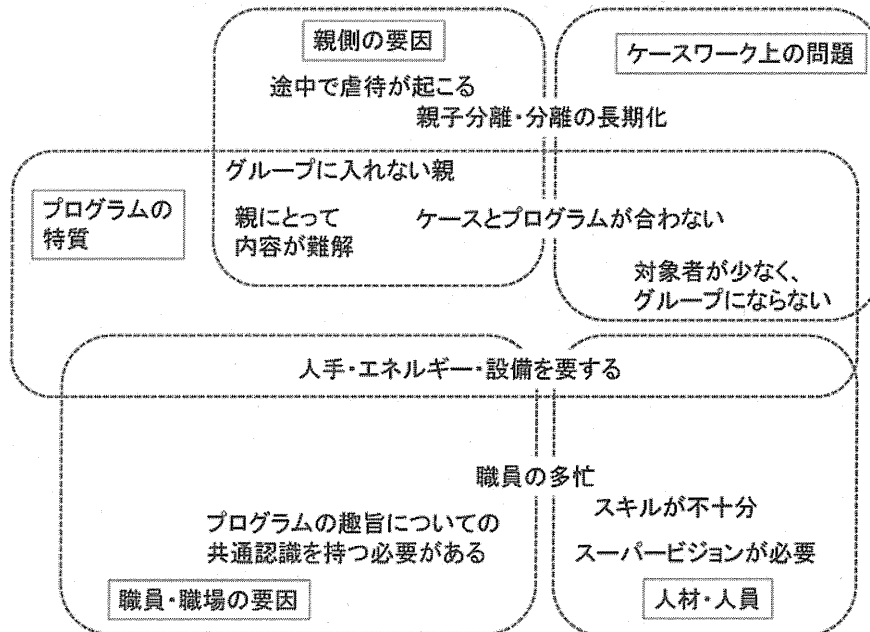 親側の要因
ケースワーク上の問題
途中で虐待が起こる
親子分離・分離の長期化
グループに入れない親
プログラムの
特質
親にとって
内容が難解
ケースとプログラムが合わない
対象者が少なく、
グループにならない
人手・エネルギー・設備を要する
職員の多忙
スキルが不十分
プログラムの趣旨についての
共通認識を持つ必要がある
スーパービジョンが必要
職員・職場の要因
人材・人員